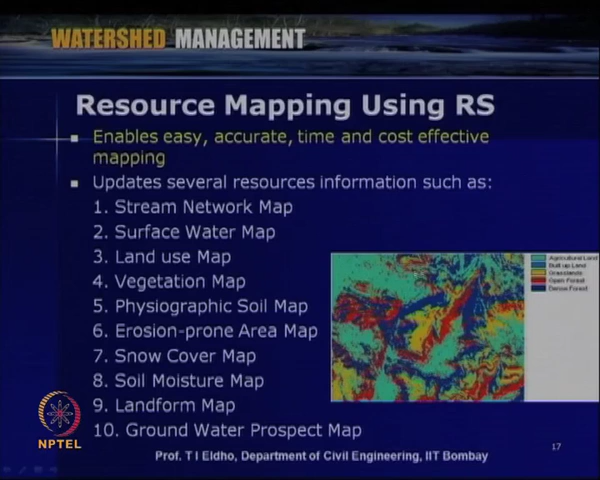 WATERSHED MANAGEMENT
Resource Mapping Using RS
Enables easy, accurate, time and cost effective
mapping
Updates several resources information such as:
1. Stream Network Map
2. Surface Water Map
3. Land use Map
4. Vegetation Map
5. Physiographic Soil Map
6. Erosion-prone Area Map
7. Snow Cover Map
8. Soil Moisture Map
9. Landform Map
10. Ground Water Prospect Map
Agricultural Land
Built up Land
Grasslands
Open Forest
Dense Forest
NPTEL
Prof. T I Eldho, Department of Civil Engineering, IIT Bombay
17